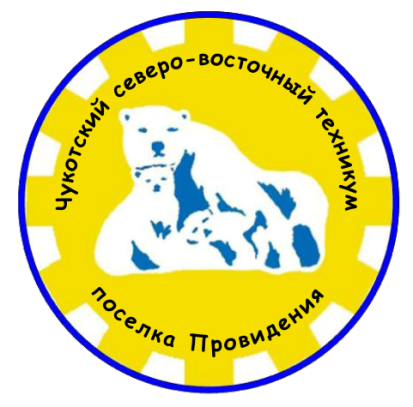 Чукотский северо-восточный техникум
поселка Провидения